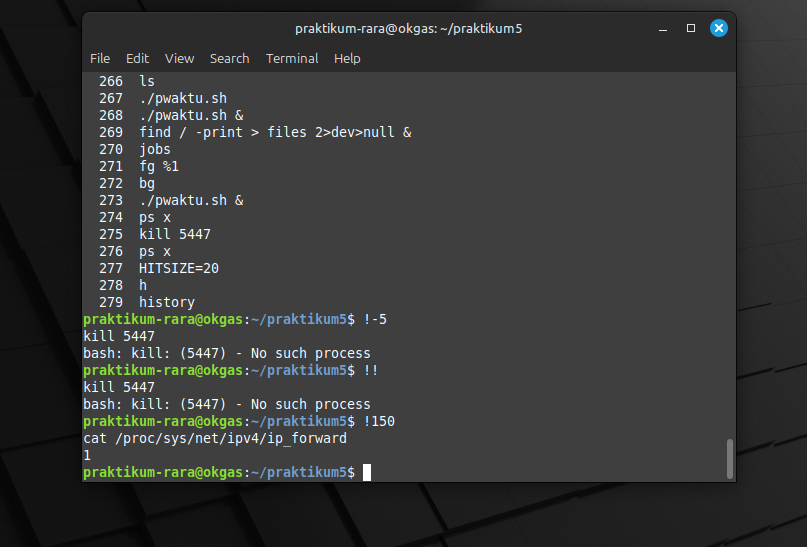 praktikum-rara@okgas: ~/praktikum5
File Edit View Search Terminal Help
266 ls
267 ./pwaktu.sh
268 ./pwaktu.sh &
269 find / -print > files 2>dev>null &
270 jobs
271 fg %1
272 bg
273 ./pwaktu.sh &
274 ps x
275 kill 5447
276 ps x
277 HITSIZE=20
278 h
279 history
praktikum-rara@okgas:~/praktikum5$ !-5
kill 5447
bash: kill: (5447) - No such process
praktikum-rara@okgas:~/praktikum5$ !!
kill 5447
bash: kill: (5447) - No such process
praktikum-rara@okgas:~/praktikum5$ !150
cat /proc/sys/net/ipv4/ip_forward
1
praktikum-rara@okgas:~/praktikum5$